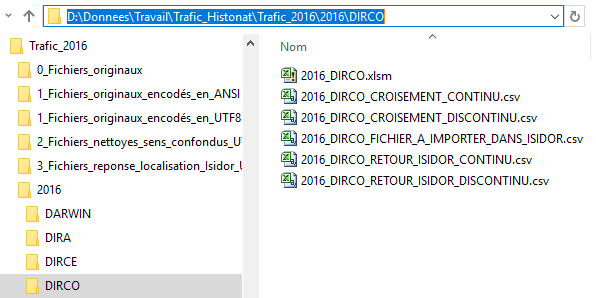 D:\Donnees\Travail\Trafic_Histonat\Trafic_2016\2016\DIRCO
Trafic_2016
0_Fichiers_originaux
1_Fichiers_originaux_encodés_en_ANSI
1_Fichiers_originaux_encodés_en_UTF8
2_Fichiers_nettoyes_sens_confondus_U
3_Fichiers_reponse_localisation_Isidor_U
2016
DARWIN
DIRA
DIRCE
DIRCO
Nom
2016_DIRCO.xlsm
2016_DIRCO_CROISEMENT_CONTINU.csv
2016_DIRCO_CROISEMENT_DISCONTINU.csv
2016_DIRCO_FICHIER_A_IMPORTER_DANS_ISIDOR.csv
2016_DIRCO_RETOUR_ISIDOR_CONTINU.csv
2016_DIRCO_RETOUR_ISIDOR_DISCONTINU.csv